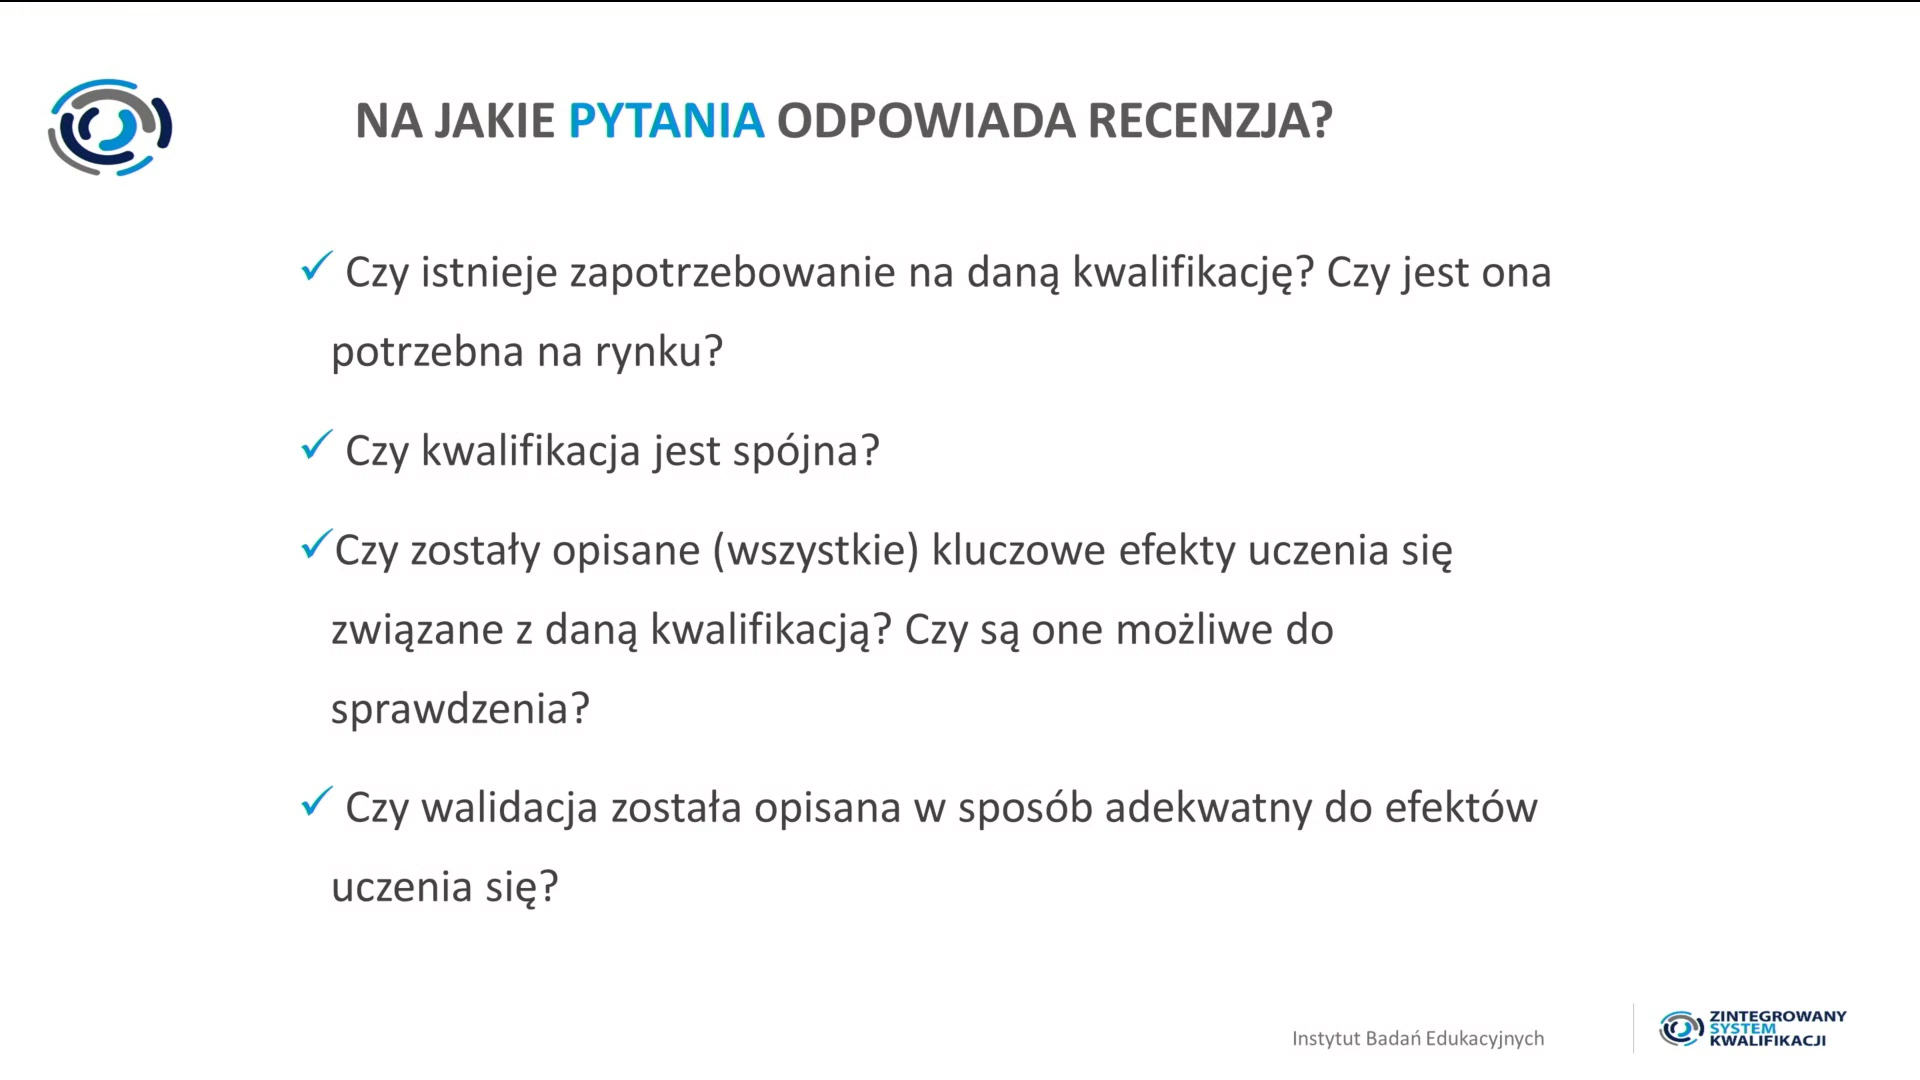 NA JAKIE PYTANIA ODPOWIADA RECENZJA?
✓ Czy istnieje zapotrzebowanie na daną kwalifikację? Czy jest ona
potrzebna na rynku?
✓ Czy kwalifikacja jest spójna?
✓Czy zostały opisane (wszystkie) kluczowe efekty uczenia się
związane z daną kwalifikacją? Czy są one możliwe do
sprawdzenia?
✓ Czy walidacja została opisana w sposób adekwatny do efektów
uczenia się?
Instytut Badań Edukacyjnych
ZINTEGROWANY
SYSTEM
KWALIFIKACJI